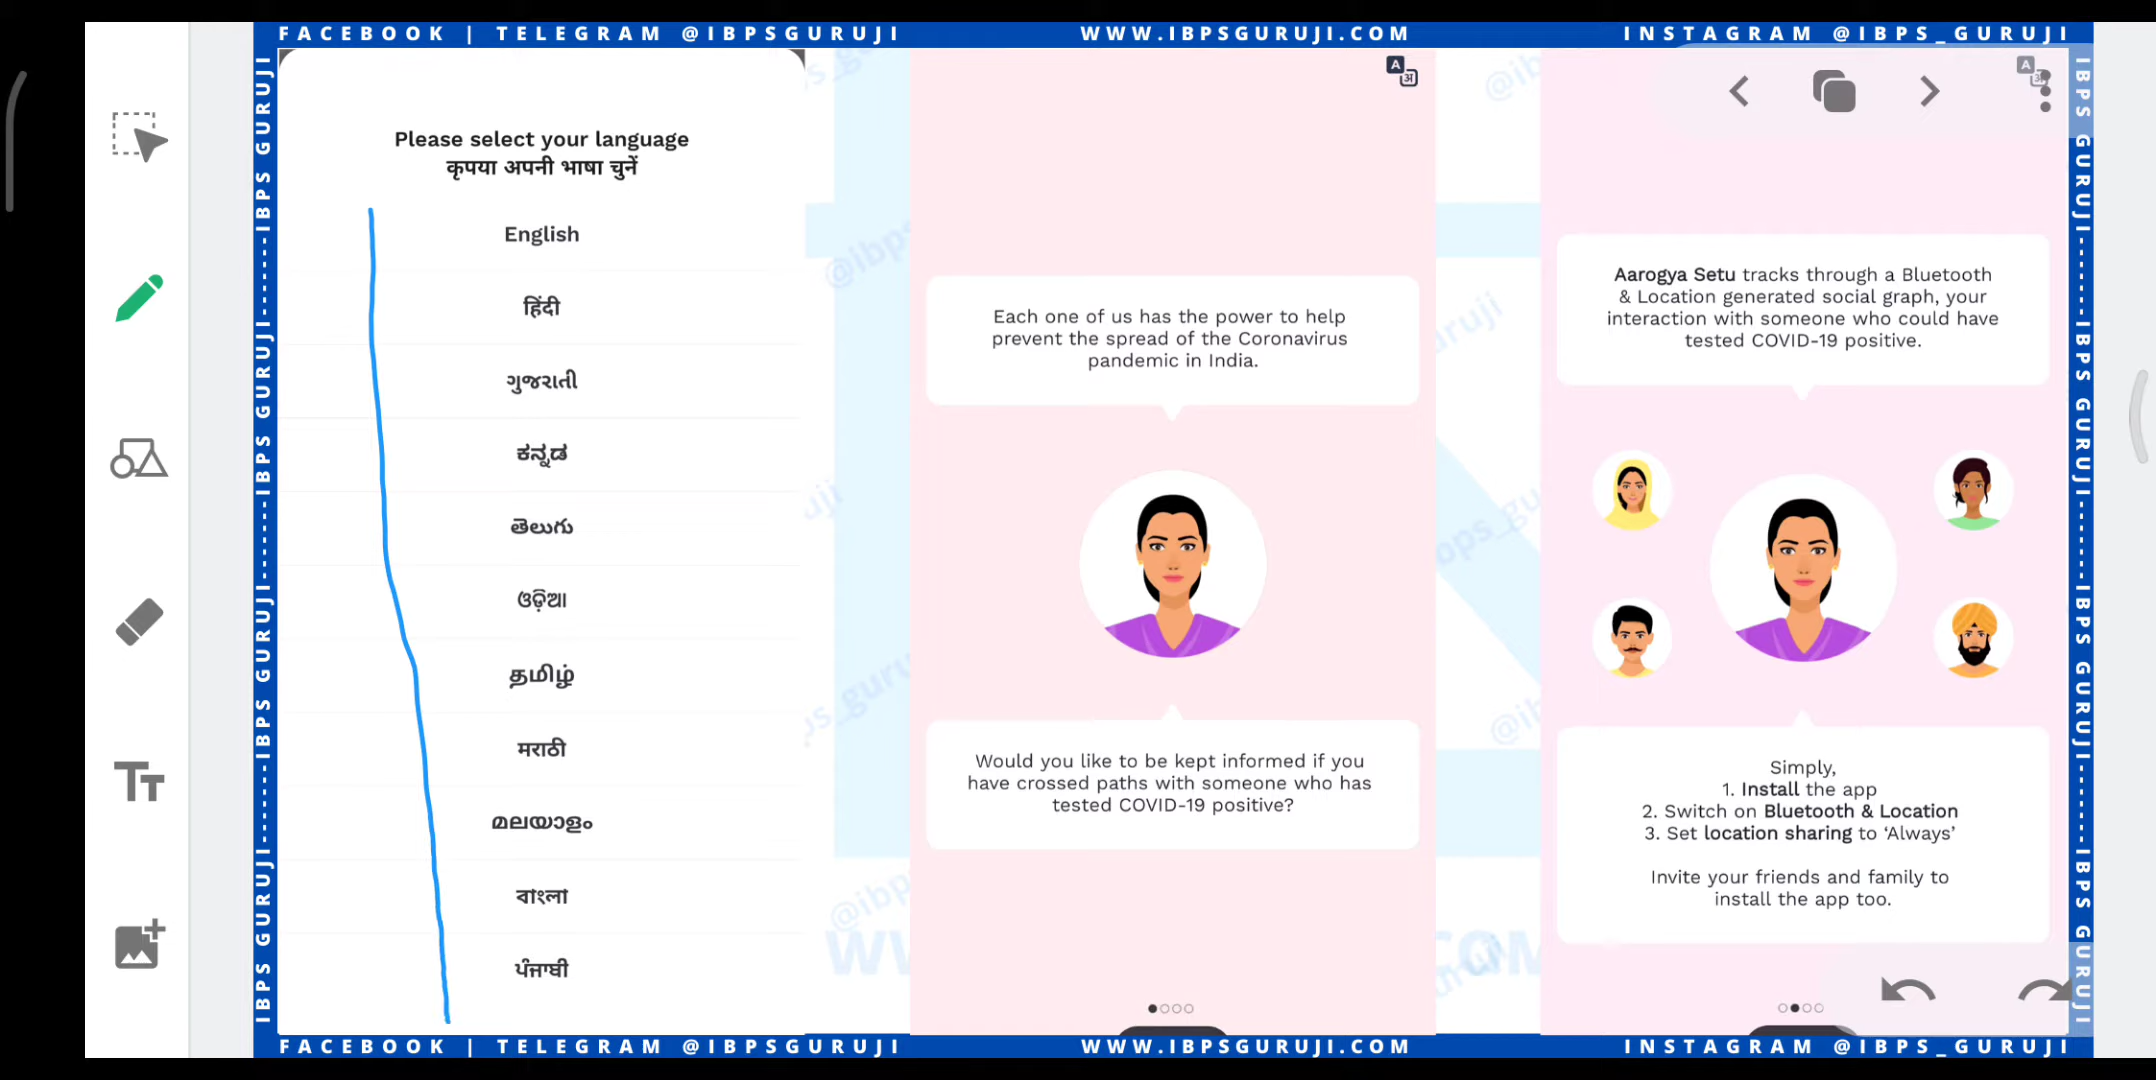 FACEBOOK | TELEGRAM @IBPSGURUJI
WWW.IBPSGURUJI.COM
INSTAGRAM @IBPS_GURUJI
Please select your language
कृपया अपनी भाषा चुनें
English
हिंदी
ગુજરાતી
ಕನ್ನಡ
తెలుగు
ଓଡ଼ିଆ
தமிழ்
मराठी
മലയാളം
বাংলা
ਪੰਜਾਬੀ
Each one of us has the power to help
prevent the spread of the Coronavirus
pandemic in India.
Would you like to be kept informed if you
have crossed paths with someone who has
tested COVID-19 positive?
Aarogya Setu tracks through a Bluetooth
& Location generated social graph, your
interaction with someone who could have
tested COVID-19 positive.
Simply,
1. Install the app
2. Switch on Bluetooth & Location
3. Set location sharing to ‘Always’
Invite your friends and family to
install the app too.
FACEBOOK | TELEGRAM @IBPSGURUJI
WWW.IBPSGURUJI.COM
INSTAGRAM @IBPS_GURUJI